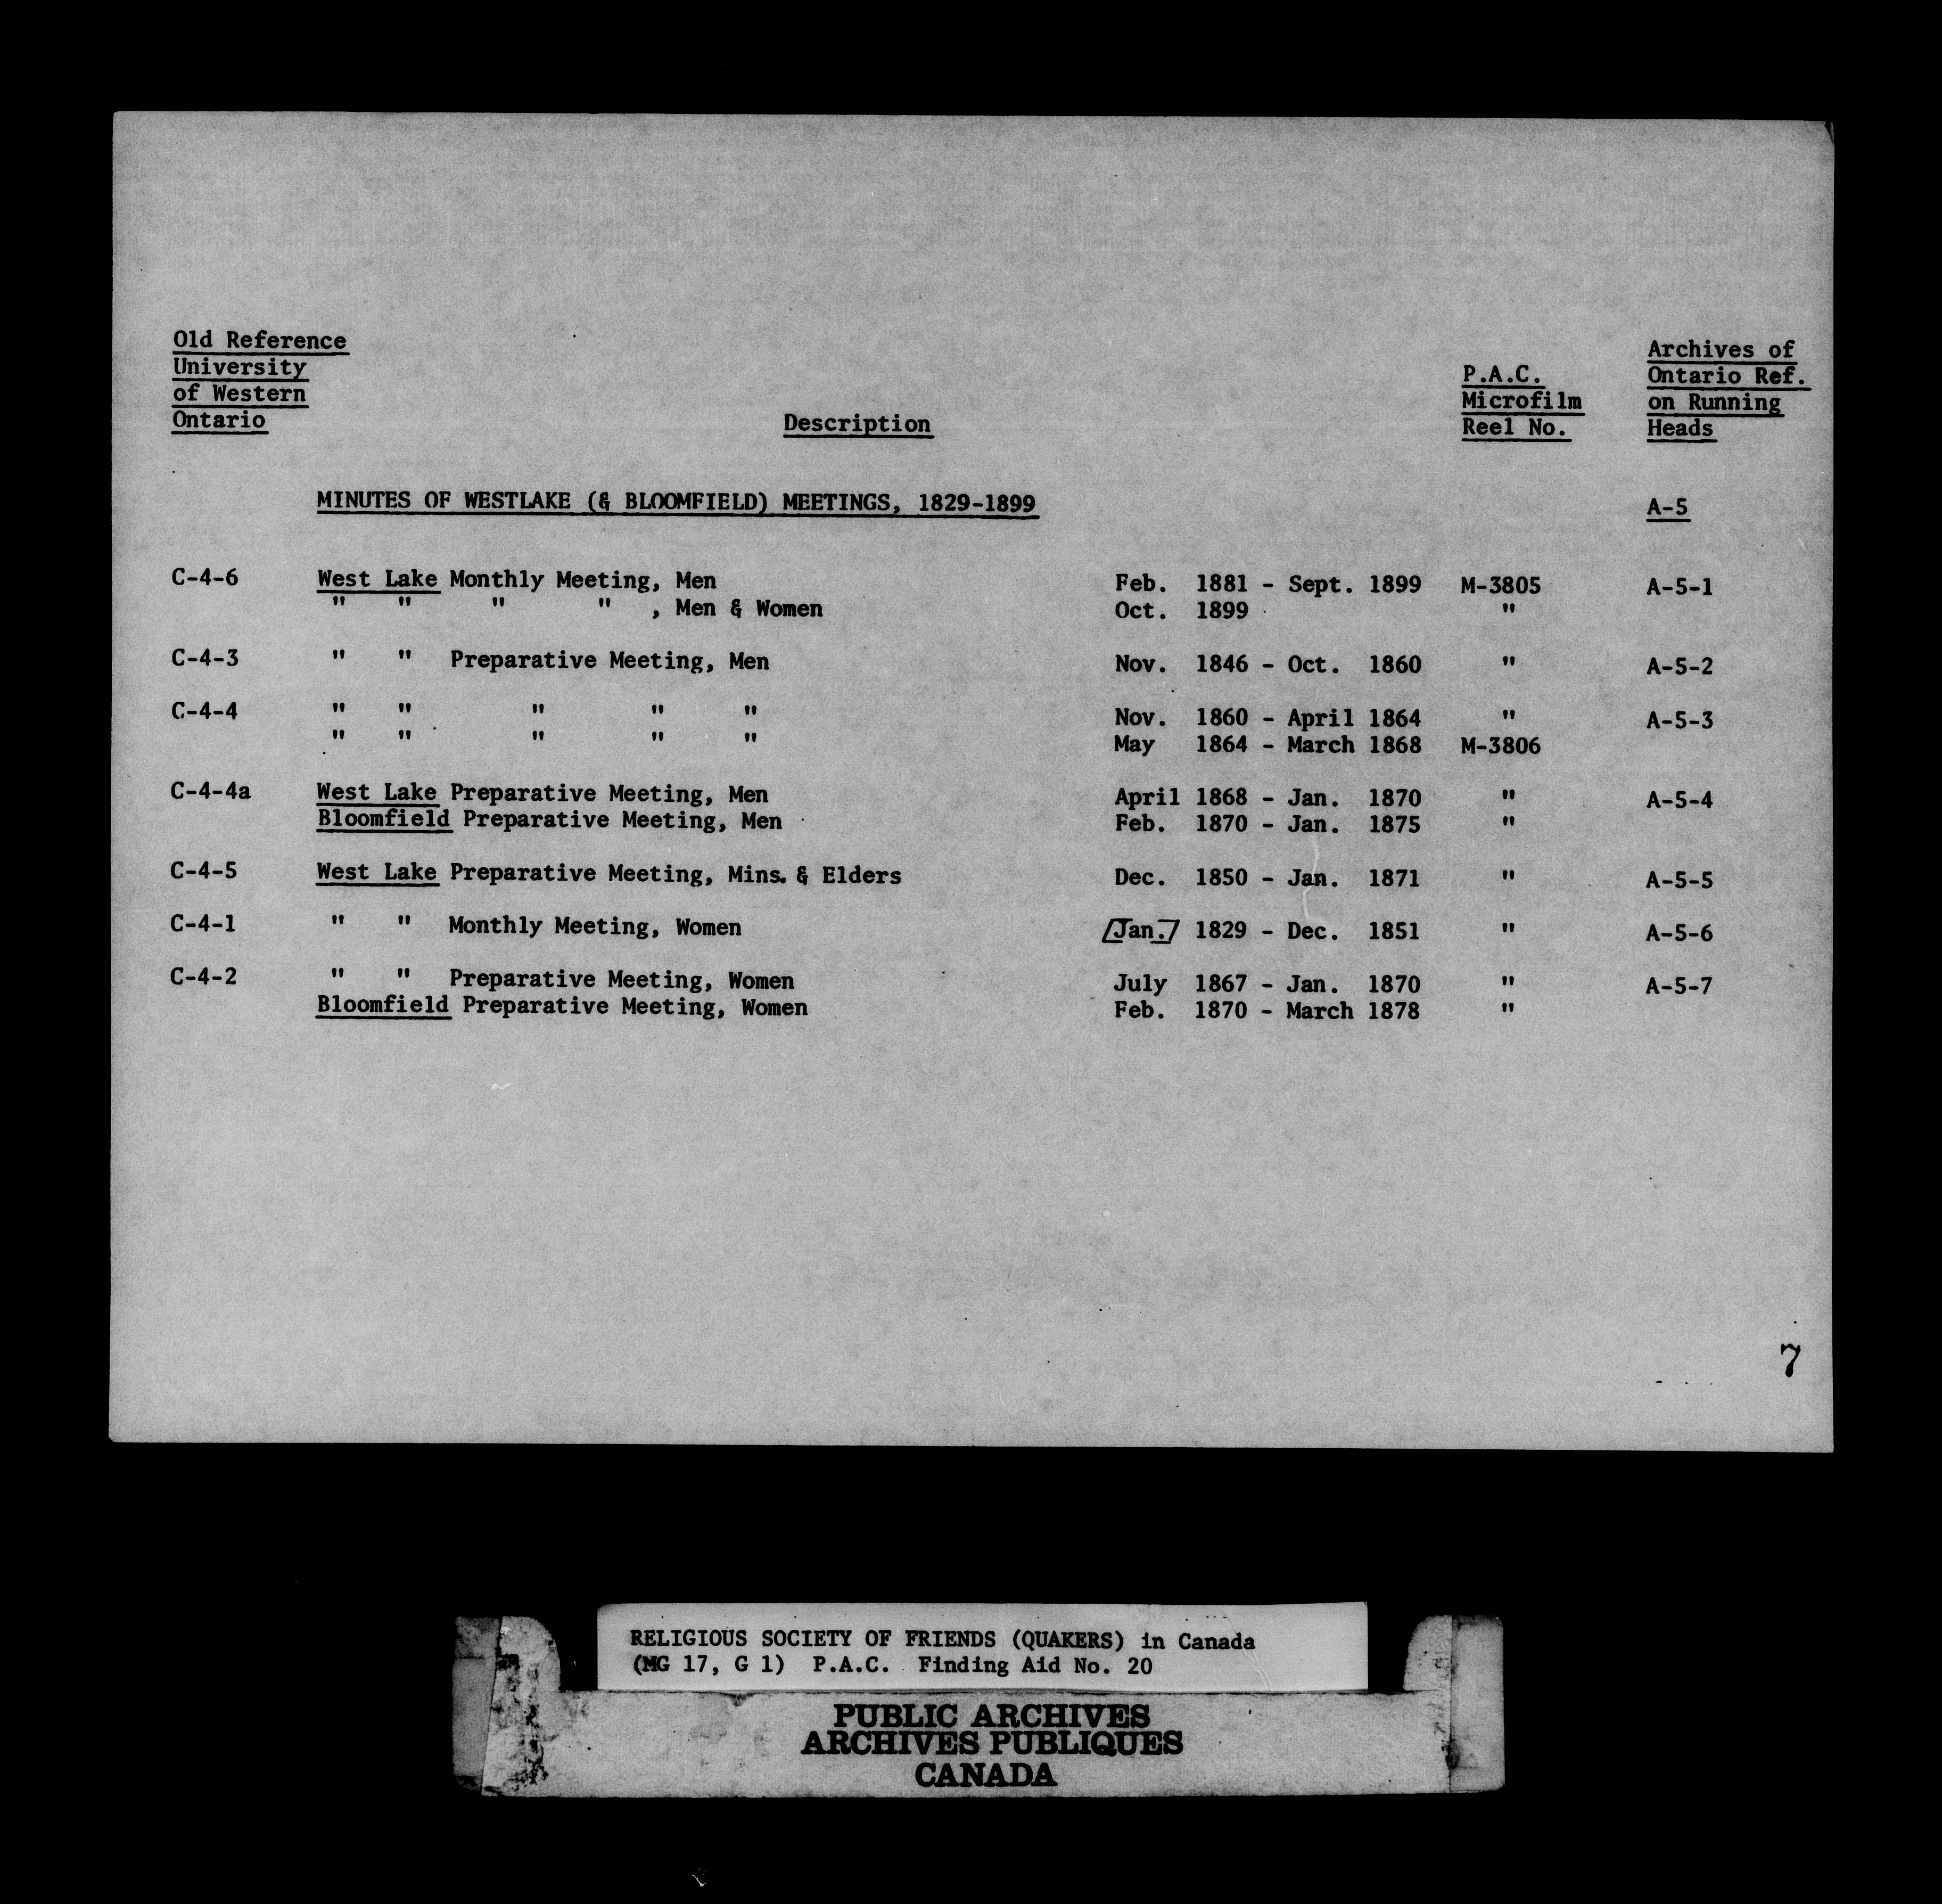 Old Reference
University
of Western
Ontario
Description
P.A.C.
Microfilm
Reel No.
Archives of
Ontario Ref.
on Running
Heads
MINUTES OF WESTLAKE (& BLOOMFIELD) MEETINGS, 1829-1899 A-5
C-4-6 West Lake Monthly Meeting, Men Feb. 1881 - Sept. 1899 M-3805 A-5-1
" " " " , Men & Women Oct. 1899 "
C-4-3 " " Preparative Meeting, Men Nov. 1846 - Oct. 1860 " A-5-2
C-4-4 " " " " " Nov. 1860 - April 1864 " A-5-3
" " " " " May 1864 - March 1868 M-3806
C-4-4a West Lake Preparative Meeting, Men April 1868 - Jan. 1870 " A-5-4
Bloomfield Preparative Meeting, Men Feb. 1870 - Jan. 1875 "
C-4-5 West Lake Preparative Meeting, Mins. & Elders Dec. 1850 - Jan. 1871 " A-5-5
C-4-1 " " Monthly Meeting, Women [Jan.] 1829 - Dec. 1851 " A-5-6
C-4-2 " " Preparative Meeting, Women July 1867 - Jan. 1870 " A-5-7
Bloomfield Preparative Meeting, Women Feb. 1870 - March 1878 "
7
RELIGIOUS SOCIETY OF FRIENDS (QUAKERS) in Canada
(MG 17, G 1) P.A.C. Finding Aid No. 20
PUBLIC ARCHIVES
ARCHIVES PUBLIQUES
CANADA